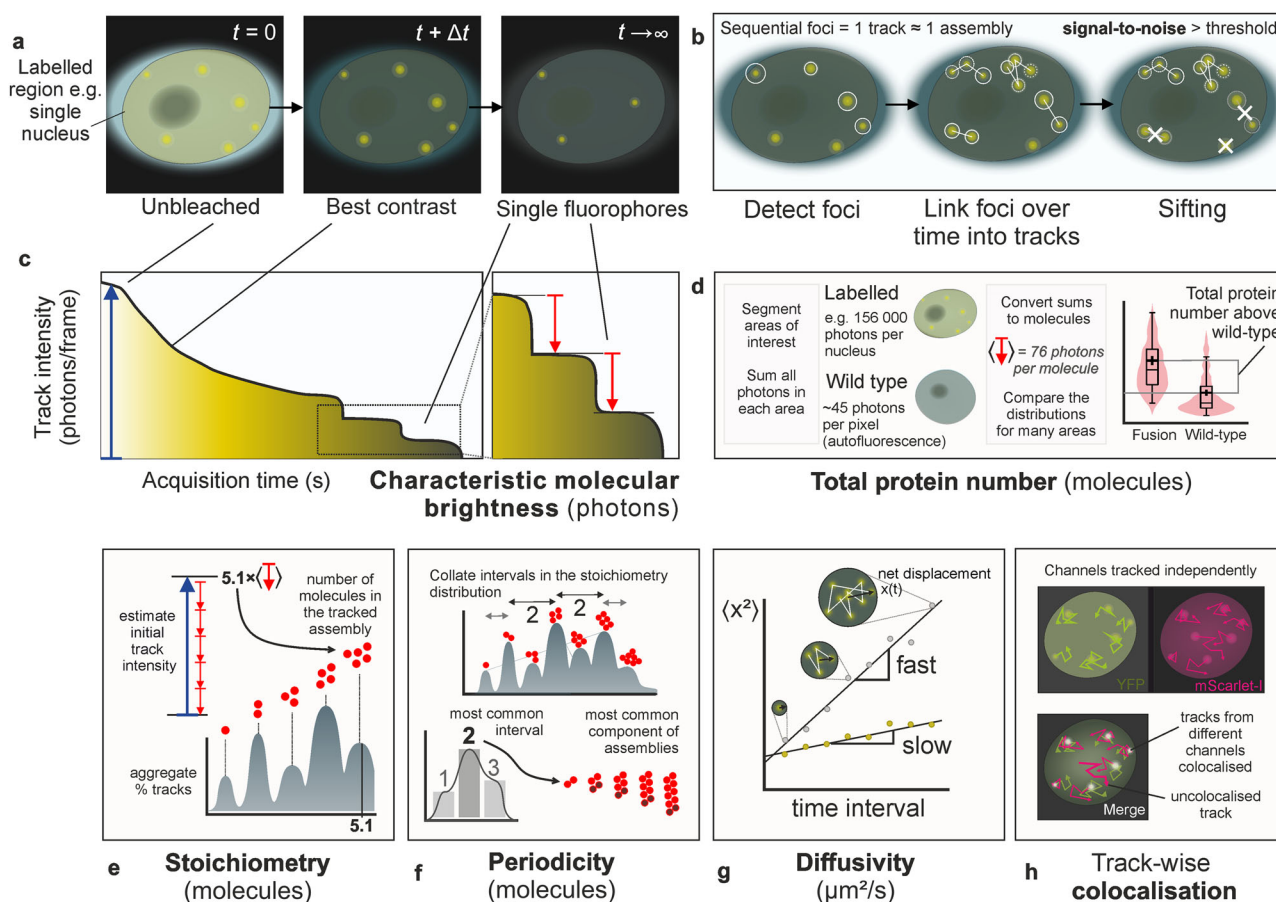 a
t = 0
t + Δt
t →∞
Labelled
region e.g.
single
nucleus
Unbleached
Best contrast
Single fluorophores
b
Sequential foci = 1 track ≈ 1 assembly
signal-to-noise > threshold
Detect foci
Link foci over
time into tracks
Sifting
c
Track intensity
(photons/frame)
Acquisition time (s)
Characteristic molecular
brightness (photons)
d
Segment
areas of
interest
Sum all
photons in
each area
Labelled
e.g. 156 000
photons per
nucleus
Wild type
~45 photons
per pixel
(autofluorescence)
Convert sums
to molecules
⟨ ⟩ = 76 photons
per molecule
Compare the
distributions
for many areas
Total protein
number above
wild-type
Fusion
Wild-type
Total protein number (molecules)
5.1×⟨ ⟩
estimate
initial
track
intensity
number of
molecules in
the tracked
assembly
aggregate
% tracks
5.1
e
Stoichiometry
(molecules)
Collate intervals in the stoichiometry
distribution
2
2
most common
interval
2
1
3
most common
component of
assemblies
f
Periodicity
(molecules)
⟨x²⟩
net displacement
x(t)
fast
slow
time interval
g
Diffusivity
(µm²/s)
Channels tracked independently
YFP
mScarlet-I
Merge
tracks from
different
channels
colocalised
uncolocalised
track
h
Track-wise
colocalisation